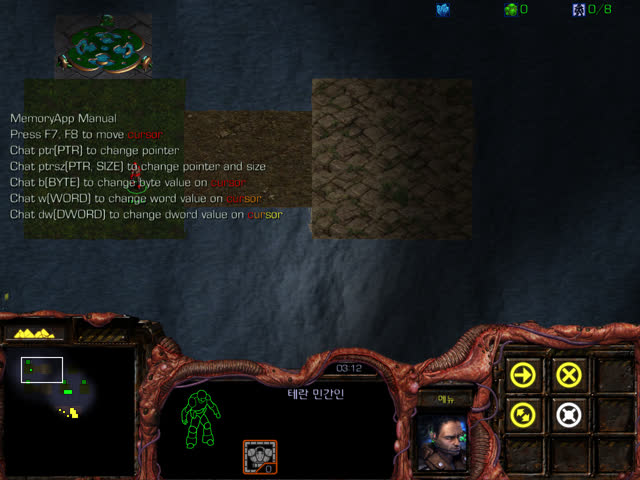 0
0/8
MemoryApp Manual
Press F7, F8 to move cursor
Chat ptr[PTR] to change pointer
Chat ptrsz[PTR, SIZE] to change pointer and size
Chat b[BYTE] to change byte value on cursor
Chat w[WORD] to change word value on cursor
Chat dw[DWORD] to change dword value on cursor
03:12
테란 민간인
메뉴
0